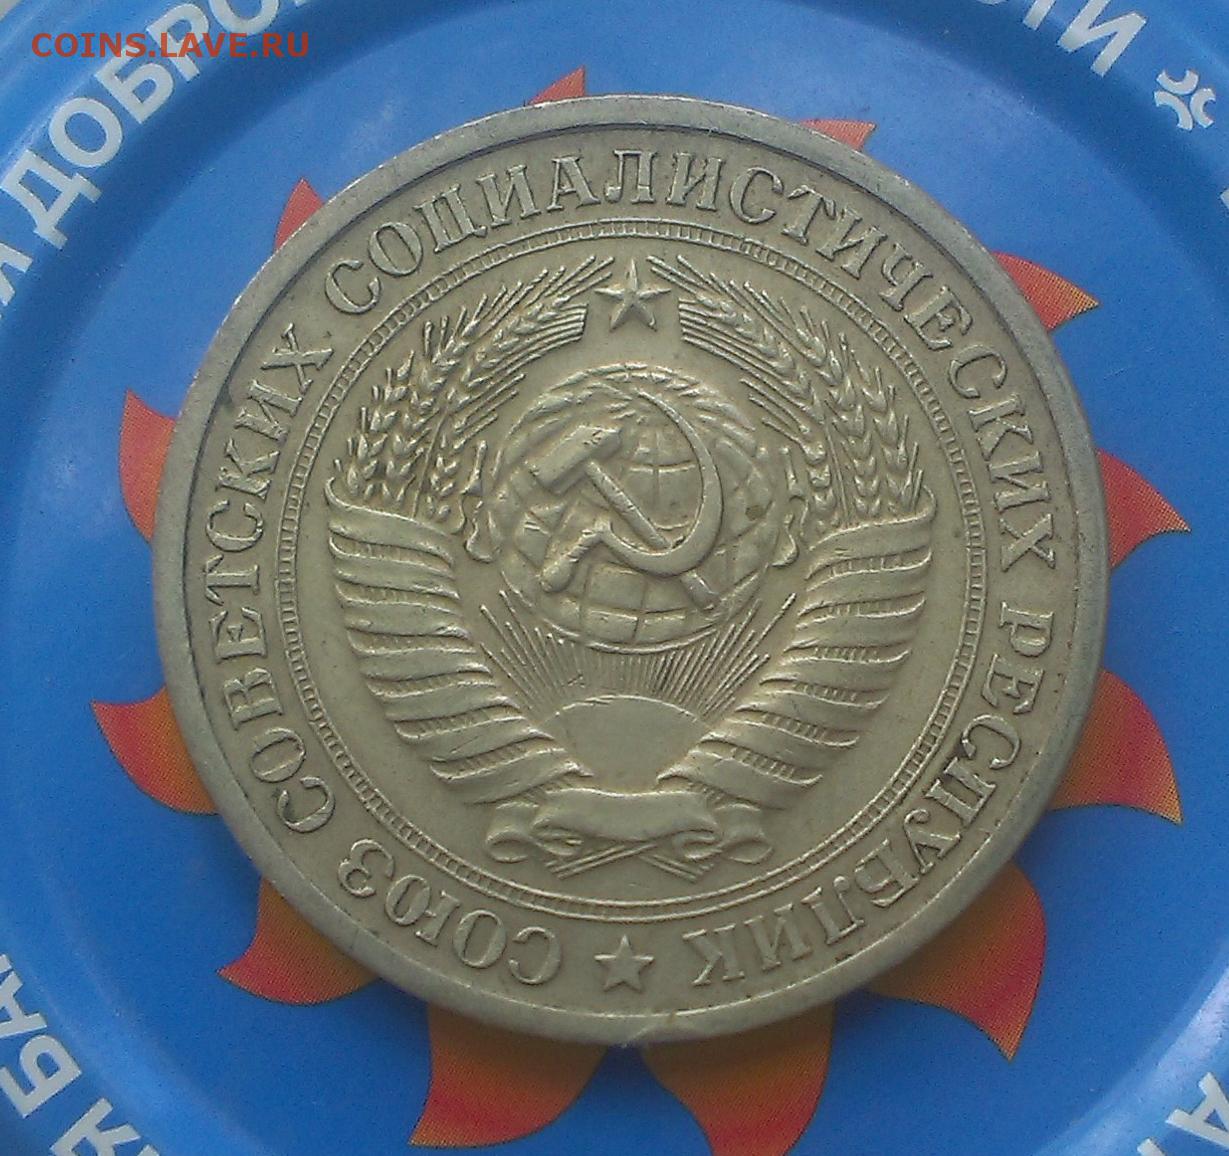 COINS.LAVE.RU
СОЮЗ СОВЕТСКИХ СОЦИАЛИСТИЧЕСКИХ РЕСПУБЛИК